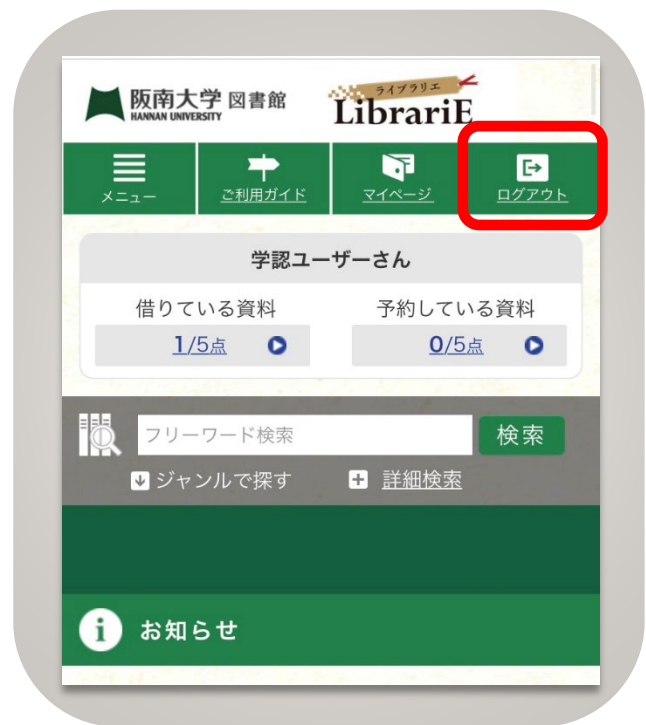 阪南大学 図書館
HANNAN UNIVERSITY
ライブラリエ
LibrariE
メニュー
ご利用ガイド
マイページ
ログアウト
学認ユーザーさん
借りている資料
予約している資料
1/5点
0/5点
フリーワード検索
検索
ジャンルで探す
詳細検索
お知らせ